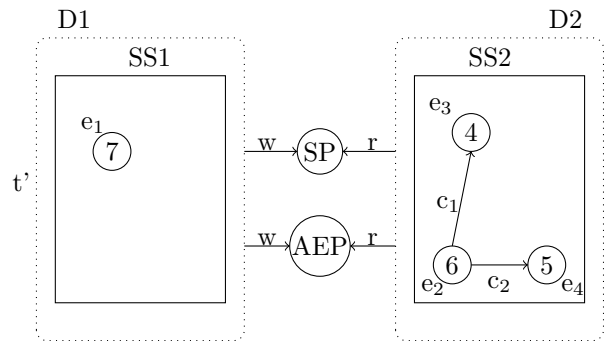 D1 D2
SS1 SS2
e1 7
e3 4
w SP r
t'
c1
w AEP r
6 5
e2 c2 e4